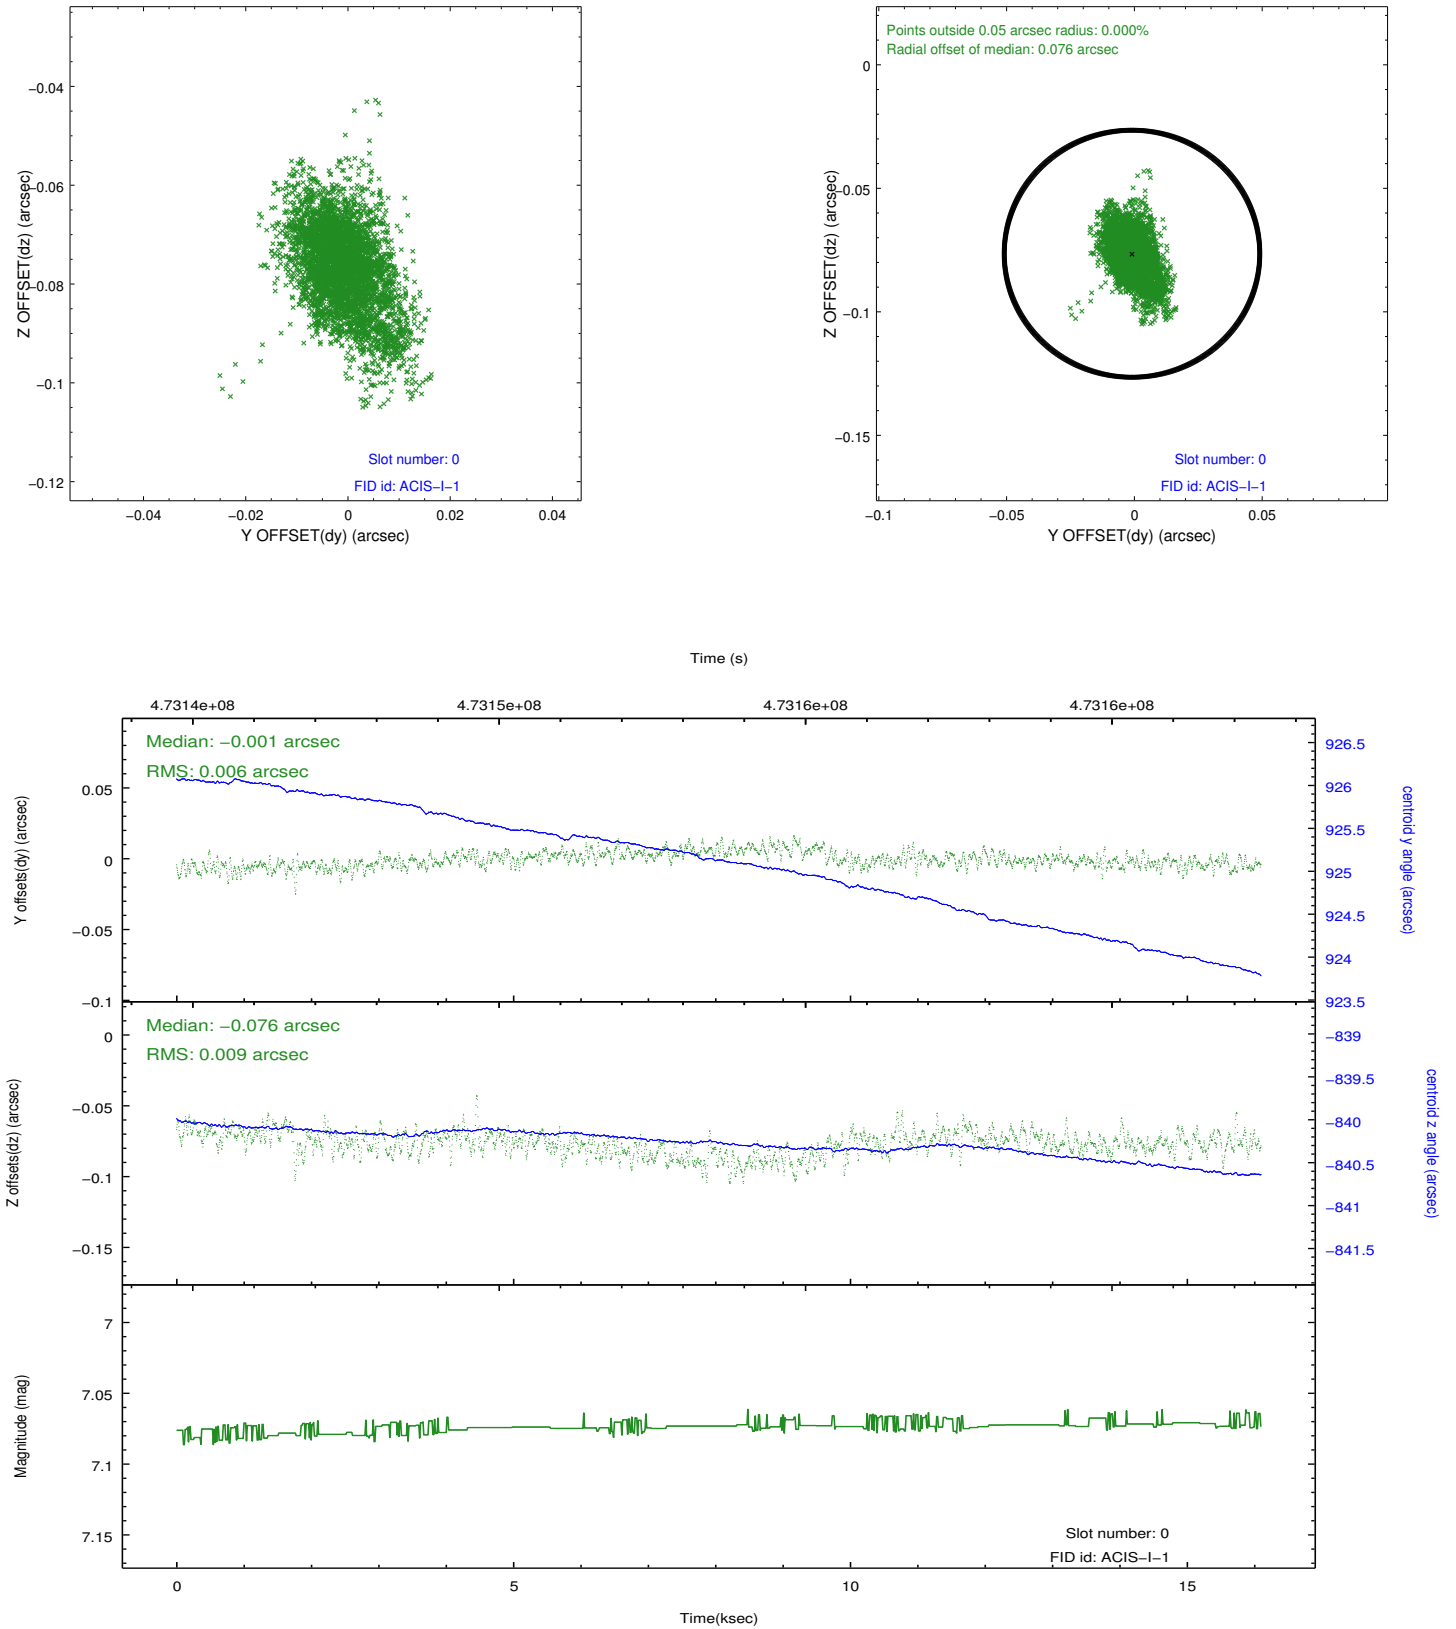 −0.04
−0.06
−0.08
−0.1
−0.12
Z OFFSET(dz) (arcsec)
Slot number: 0
FID id: ACIS−I−1
−0.04
−0.02
0
0.02
0.04
Y OFFSET(dy) (arcsec)
Points outside 0.05 arcsec radius: 0.000%
Radial offset of median: 0.076 arcsec
0
−0.05
−0.1
−0.15
Z OFFSET(dz) (arcsec)
Slot number: 0
FID id: ACIS−I−1
−0.1
−0.05
0
0.05
Y OFFSET(dy) (arcsec)
Time (s)
4.7314e+08
4.7315e+08
4.7316e+08
4.7316e+08
Median: −0.001 arcsec
RMS: 0.006 arcsec
0.05
0
−0.05
−0.1
Y offsets(dy) (arcsec)
926.5
926
925.5
925
924.5
924
923.5
centroid y angle (arcsec)
Median: −0.076 arcsec
RMS: 0.009 arcsec
0
−0.05
−0.1
−0.15
Z offsets(dz) (arcsec)
−839
−839.5
−840
−840.5
−841
−841.5
centroid z angle (arcsec)
7
7.05
7.1
7.15
Magnitude (mag)
Slot number: 0
FID id: ACIS−I−1
0
5
10
15
Time(ksec)